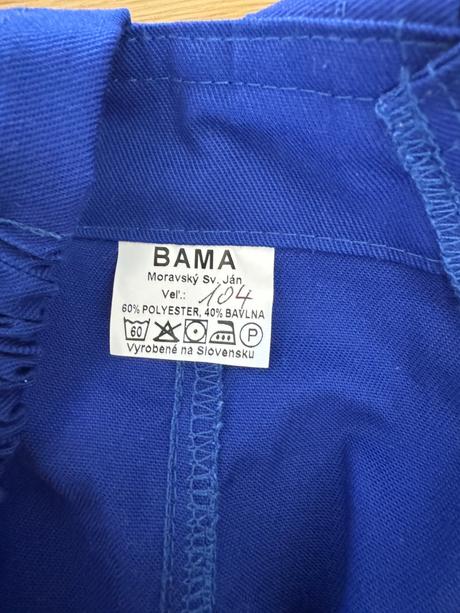 BAMA
Moravský Sv. Ján
Veľ.: 104
60% POLYESTER, 40% BAVLNA
60 P
Vyrobené na Slovensku